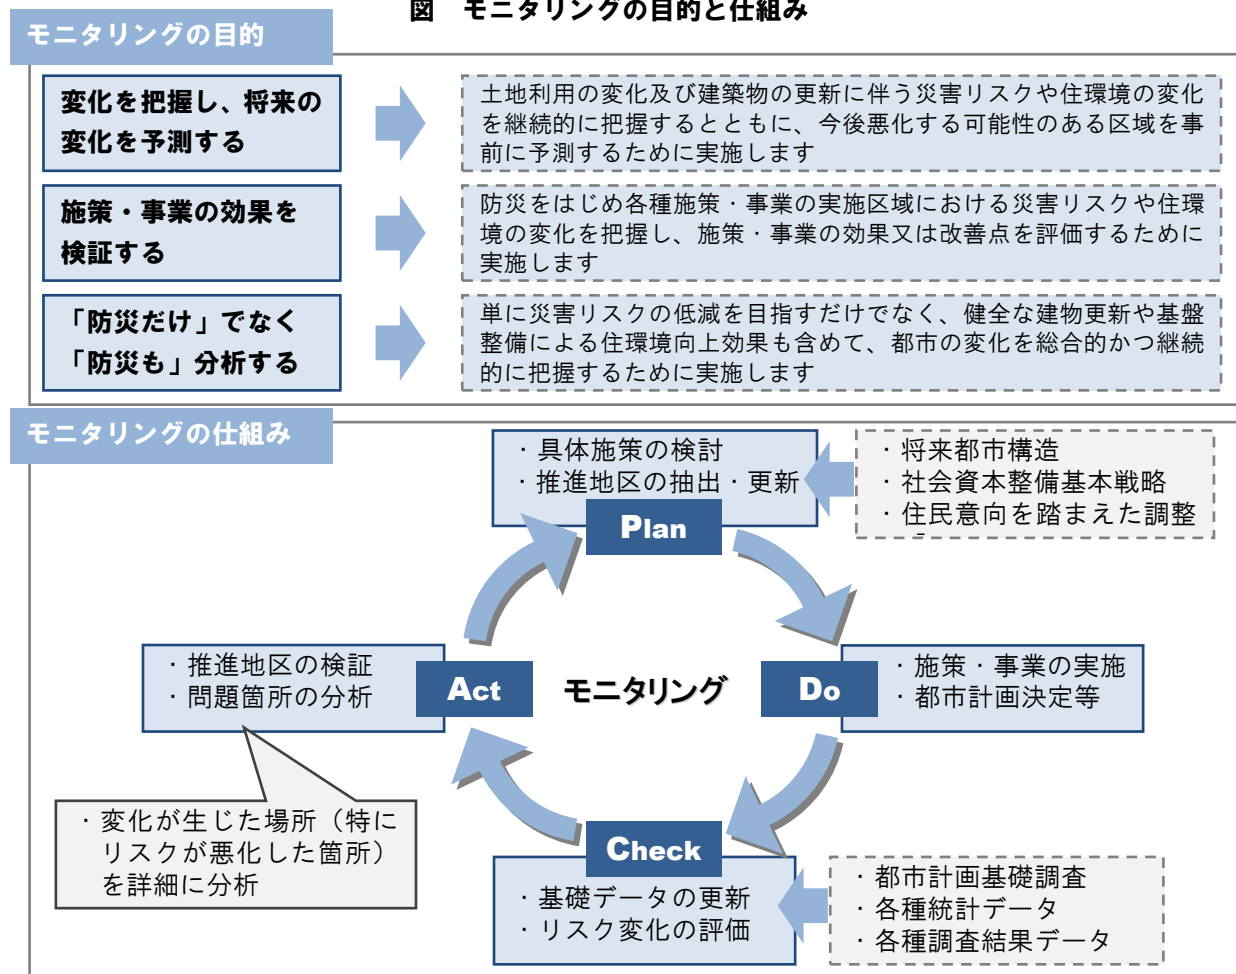 図 モニタリングの目的と仕組み
モニタリングの目的
変化を把握し、将来の
変化を予測する
土地利用の変化及び建築物の更新に伴う災害リスクや住環境の変化
を継続的に把握するとともに、今後悪化する可能性のある区域を事
前に予測するために実施します
施策・事業の効果を
検証する
防災をはじめ各種施策・事業の実施区域における災害リスクや住環
境の変化を把握し、施策・事業の効果又は改善点を評価するために
実施します
「防災だけ」でなく
「防災も」分析する
単に災害リスクの低減を目指すだけでなく、健全な建物更新や基盤
整備による住環境向上効果も含めて、都市の変化を総合的かつ継続
的に把握するために実施します
モニタリングの仕組み
・具体施策の検討
・推進地区の抽出・更新
Plan
・将来都市構造
・社会資本整備基本戦略
・住民意向を踏まえた調整
・推進地区の検証
・問題箇所の分析
Act
モニタリング
Do
・施策・事業の実施
・都市計画決定等
・変化が生じた場所（特に
リスクが悪化した箇所）
を詳細に分析
Check
・基礎データの更新
・リスク変化の評価
・都市計画基礎調査
・各種統計データ
・各種調査結果データ